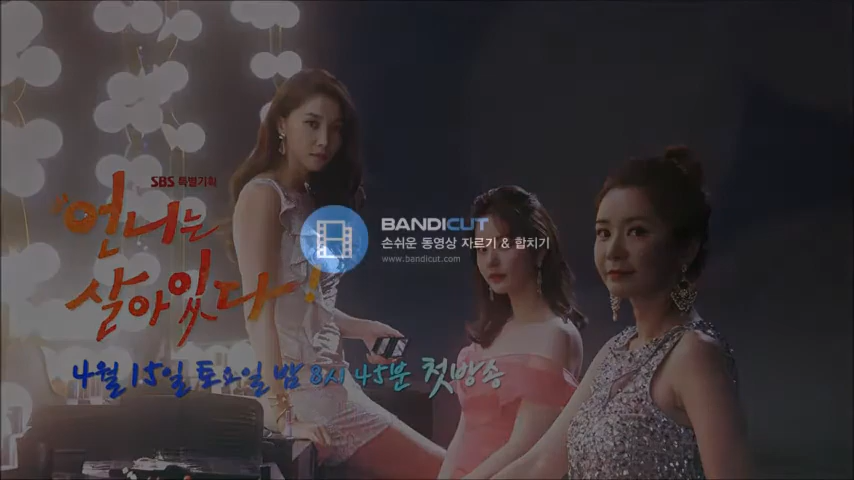 SBS 특별기획
언니는
살아있다!
4월 15일 토요일 밤 8시 45분 첫방송
BANDICUT
손쉬운 동영상 자르기 & 합치기
www.bandicut.com